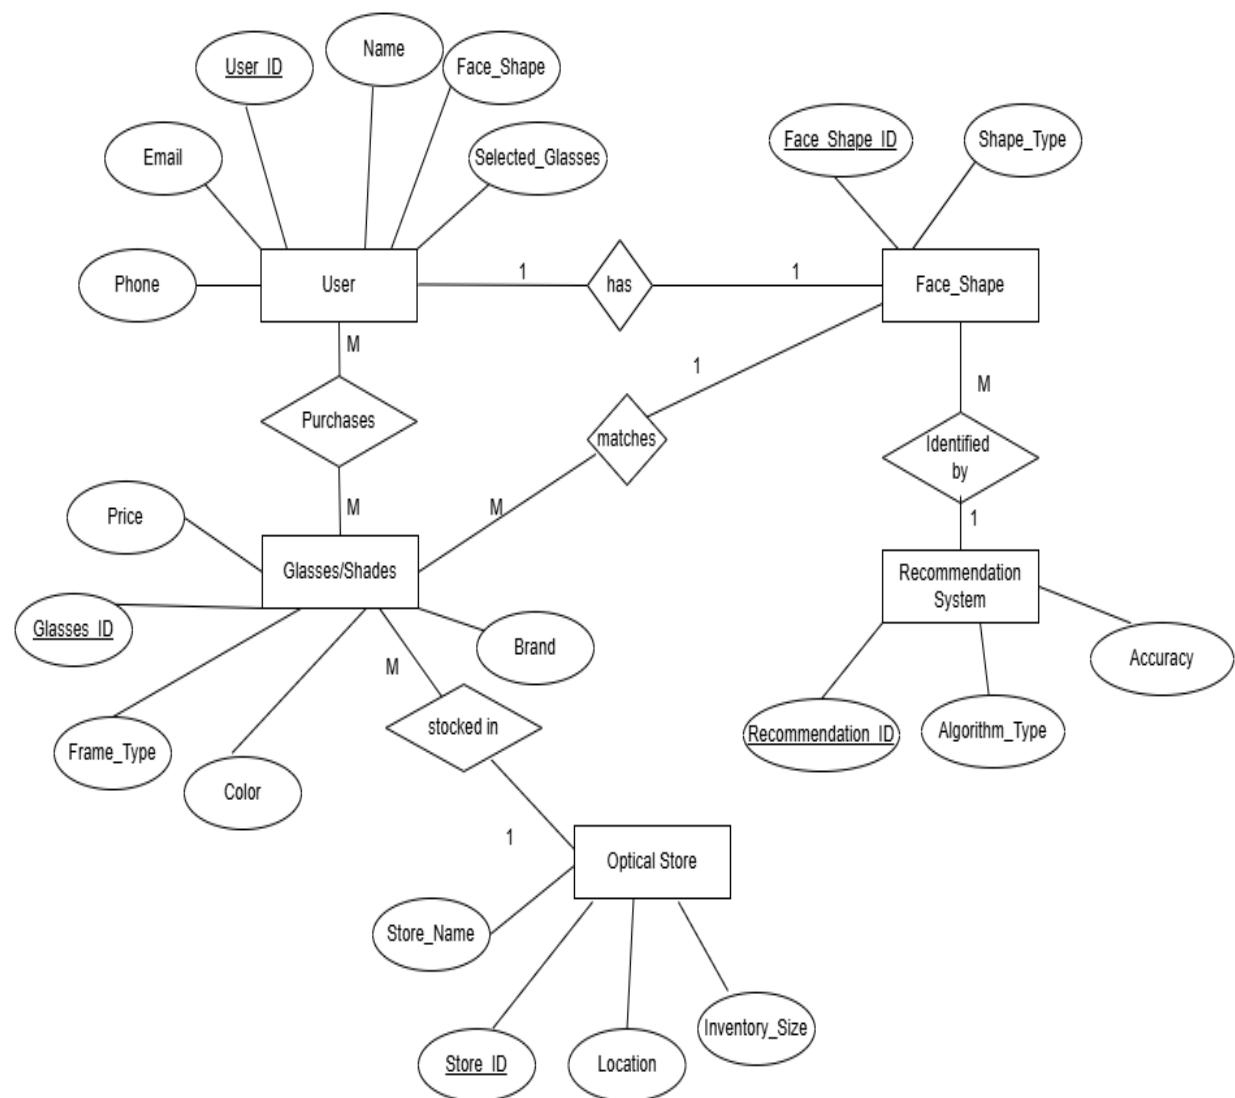 Name
User_ID
Face_Shape
Email
Selected_Glasses
Face_Shape_ID
Shape_Type
Phone
User
1
has
1
Face_Shape
M
Purchases
M
1
matches
M
M
Identified
by
1
Price
Glasses/Shades
Glasses_ID
Brand
Frame_Type
Color
M
stocked in
1
Recommendation
System
Accuracy
Recommendation_ID
Algorithm_Type
Optical Store
Store_Name
Store_ID
Location
Inventory_Size